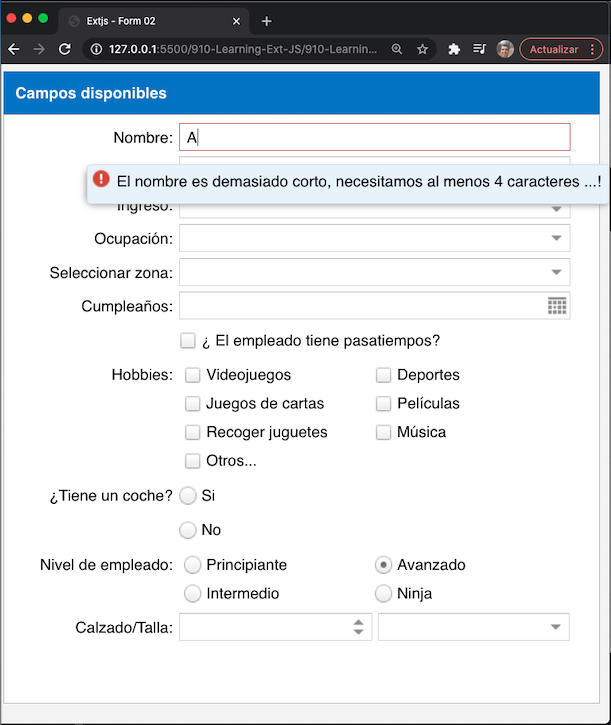 Extjs - Form 02
127.0.0.1:5500/910-Learning-Ext-JS/910-Learnin...
Actualizar
Campos disponibles
Nombre: A
El nombre es demasiado corto, necesitamos al menos 4 caracteres ...!
Ingreso:
Ocupación:
Seleccionar zona:
Cumpleaños:
¿ El empleado tiene pasatiempos?
Hobbies: Videojuegos Deportes
Juegos de cartas Películas
Recoger juguetes Música
Otros...
¿Tiene un coche? Si
No
Nivel de empleado: Principiante Avanzado
Intermedio Ninja
Calzado/Talla: